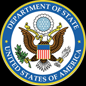 DEPARTMENT OF STATE
UNITED STATES OF AMERICA